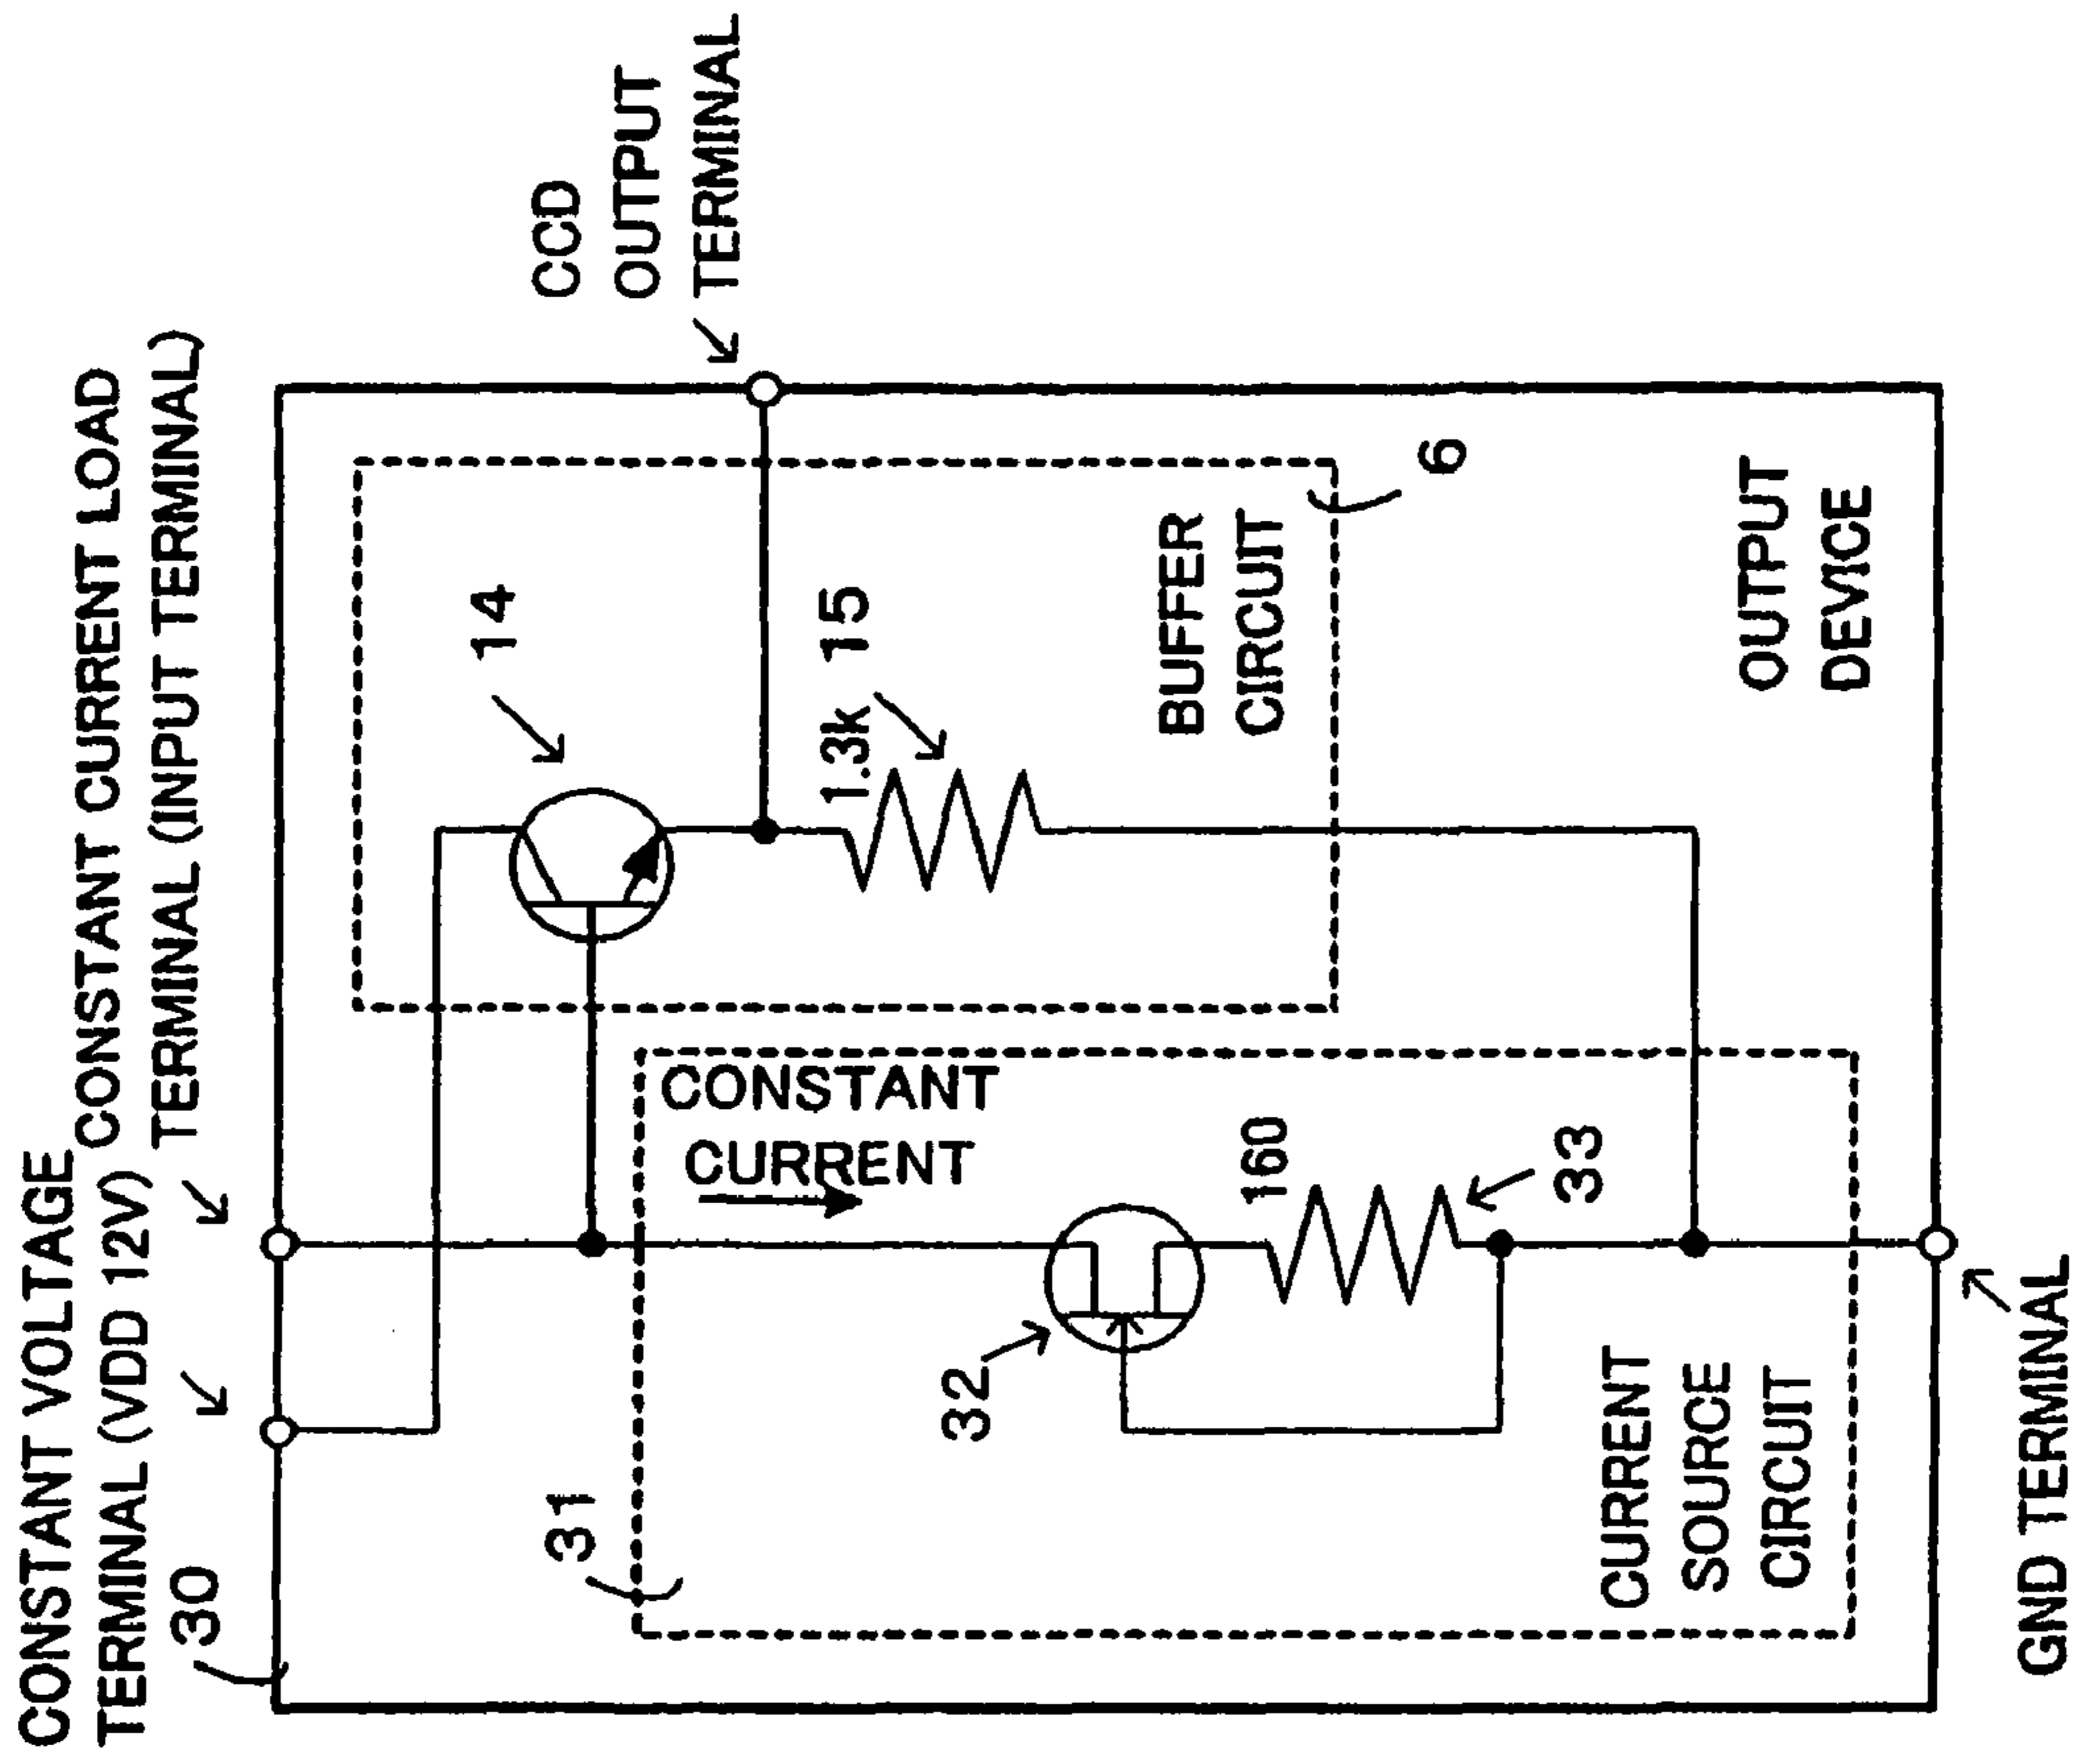 CONSTANT VOLTAGE
TERMINAL (VDD 12V)
CONSTANT CURRENT LOAD
TERMINAL (INPUT TERMINAL)
30
CCD
OUTPUT
TERMINAL
14
1.3k
15
BUFFER
CIRCUIT
6
31
CONSTANT
CURRENT
32
160
33
CURRENT
SOURCE
CIRCUIT
OUTPUT
DEVICE
GND TERMINAL